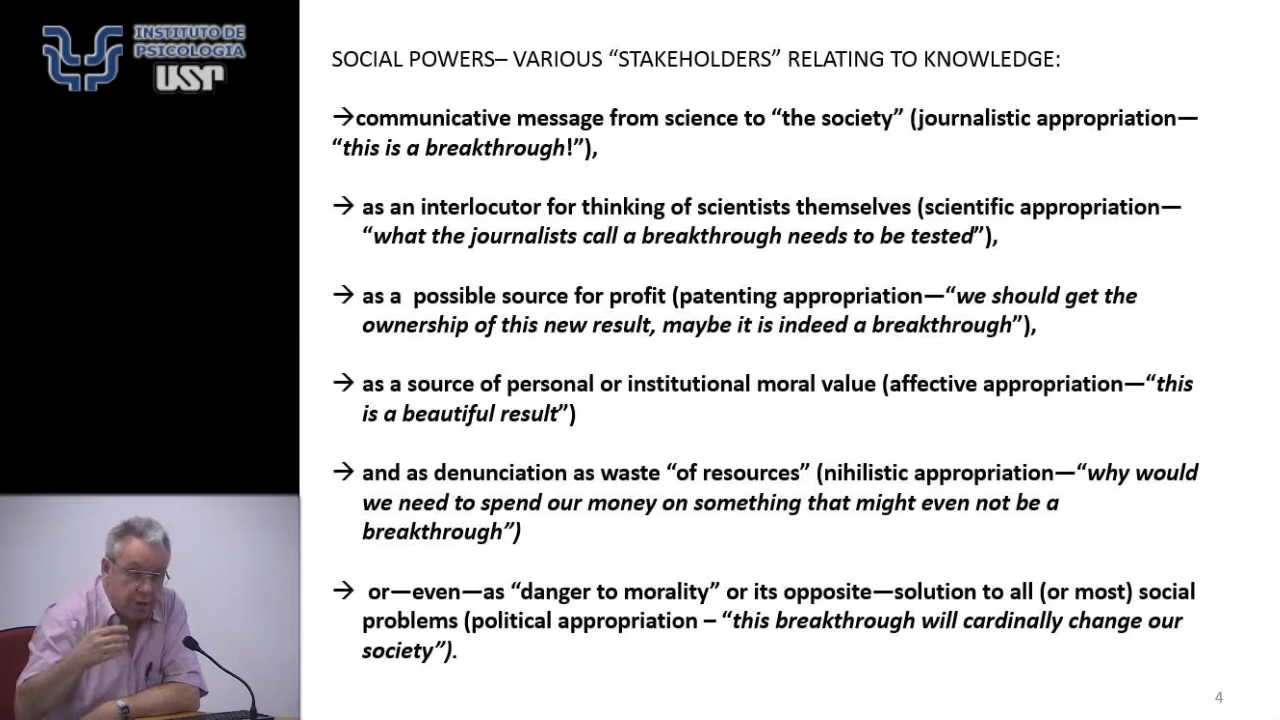 INSTITUTO DE
PSICOLOGIA
USP
SOCIAL POWERS– VARIOUS “STAKEHOLDERS” RELATING TO KNOWLEDGE:
→communicative message from science to “the society” (journalistic appropriation—
“this is a breakthrough!”),
→ as an interlocutor for thinking of scientists themselves (scientific appropriation—
“what the journalists call a breakthrough needs to be tested”),
→ as a  possible source for profit (patenting appropriation—“we should get the
ownership of this new result, maybe it is indeed a breakthrough”),
→ as a source of personal or institutional moral value (affective appropriation—“this
is a beautiful result”)
→ and as denunciation as waste “of resources” (nihilistic appropriation—“why would
we need to spend our money on something that might even not be a
breakthrough”)
→ or—even—as “danger to morality” or its opposite—solution to all (or most) social
problems (political appropriation – “this breakthrough will cardinally change our
society”).
4